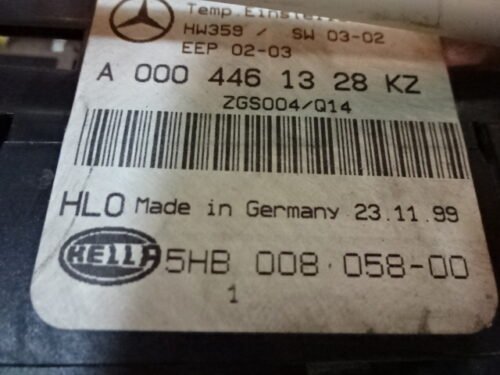 Temp.
HW359 / SW 03-02
EEP 02-03
A 000 446 13 28 KZ
ZGS004/Q14
HLO Made in Germany 23.11.99
HELLA 5HB 008 058-00
1